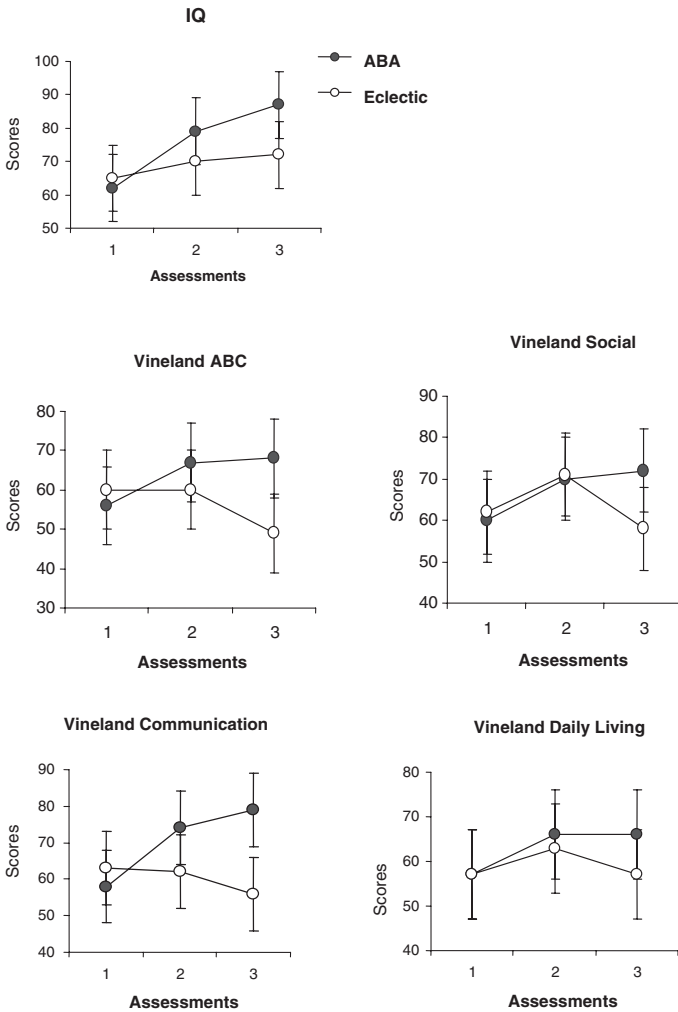 IQ
ABA
Eclectic
100
90
80
70
60
50
Scores
1 2 3
Assessments
Vineland ABC
80
70
60
50
40
30
Scores
1 2 3
Assessments
Vineland Social
90
80
70
60
50
40
Scores
1 2 3
Assessments
Vineland Communication
90
80
70
60
50
40
Scores
1 2 3
Assessments
Vineland Daily Living
80
70
60
50
40
Scores
1 2 3
Assessments